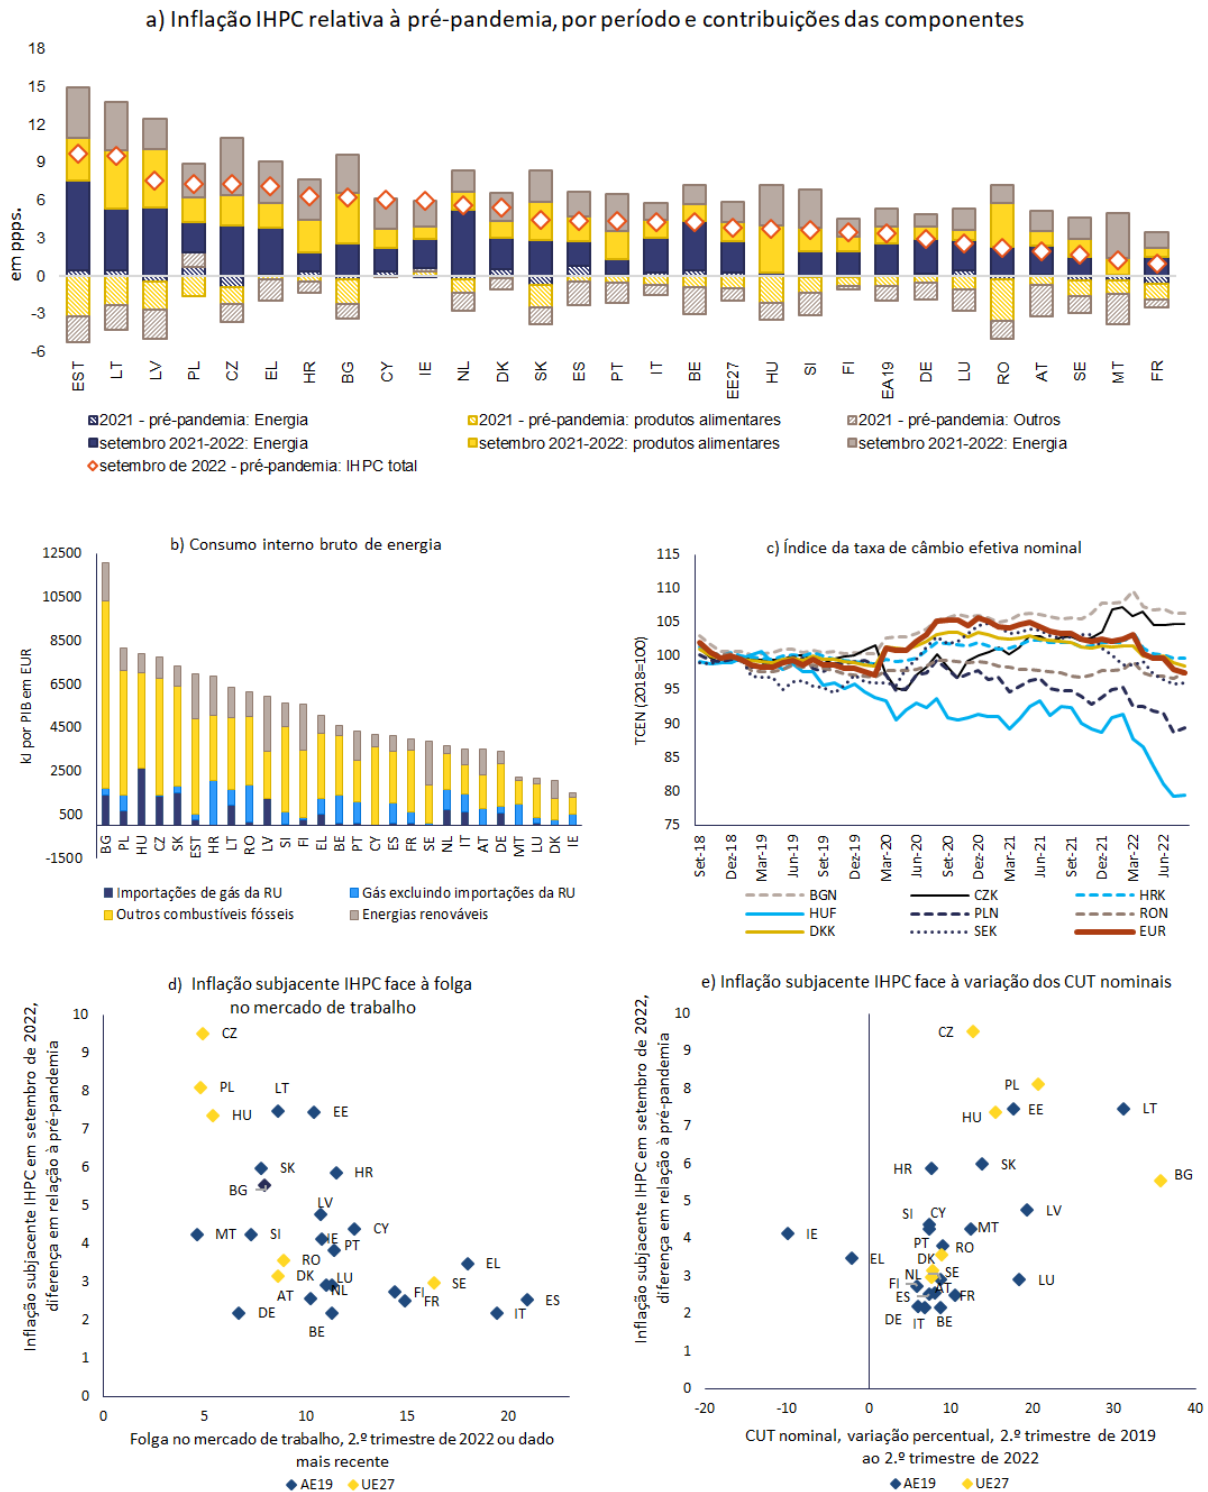 a) Inflação IHPC relativa à pré-pandemia, por período e contribuições das componentes
em ppps.
18
15
12
9
6
3
0
-3
-6
EST LT LV PL CZ EL HR BG CY IE NL DK SK ES PT IT BE EE27 HU SI FI EA19 DE LU RO AT SE MT FR
2021 - pré-pandemia: Energia
2021 - pré-pandemia: produtos alimentares
2021 - pré-pandemia: Outros
setembro 2021-2022: Energia
setembro 2021-2022: produtos alimentares
setembro 2021-2022: Energia
setembro de 2022 - pré-pandemia: IHPC total
b) Consumo interno bruto de energia
kJ por PIB em EUR
12500
10500
8500
6500
4500
2500
500
-1500
BG PL HU CZ SK EST HR LT RO LV SI FI EL BE PT CY ES FR SE NL IT AT DE MT LU DK IE
Importações de gás da RU
Gás excluindo importações da RU
Outros combustíveis fósseis
Energias renováveis
c) Índice da taxa de câmbio efetiva nominal
TCEN (2018=100)
115
110
105
100
95
90
85
80
75
Set-18 Dez-18 Mar-19 Jun-19 Set-19 Dez-19 Mar-20 Jun-20 Set-20 Dez-20 Mar-21 Jun-21 Set-21 Dez-21 Mar-22 Jun-22
BGN CZK HRK
HUF PLN RON
DKK SEK EUR
d) Inflação subjacente IHPC face à folga
no mercado de trabalho
Inflação subjacente IHPC em setembro de 2022,
diferença em relação à pré-pandemia
10
9
8
7
6
5
4
3
2
1
0
CZ
PL
LT
HU
EE
SK
HR
BG
LV
CY
MT
SI
IE
PT
RO
EL
DK
LU
SE
NL
AT
FI
FR
ES
DE
IT
BE
0 5 10 15 20
Folga no mercado de trabalho, 2.º trimestre de 2022 ou dado
mais recente
AE19 UE27
e) Inflação subjacente IHPC face à variação dos CUT nominais
Inflação subjacente IHPC em setembro de 2022,
diferença em relação à pré-pandemia
10
9
8
7
6
5
4
3
2
1
0
CZ
PL
HU
EE
LT
HR
SK
BG
SI
CY
LV
MT
IE
PT
RO
EL
DK
NL
SE
LU
FI
AT
ES
FR
DE
IT
BE
-20 -10 0 10 20 30 40
CUT nominal, variação percentual, 2.º trimestre de 2019
ao 2.º trimestre de 2022
AE19 UE27